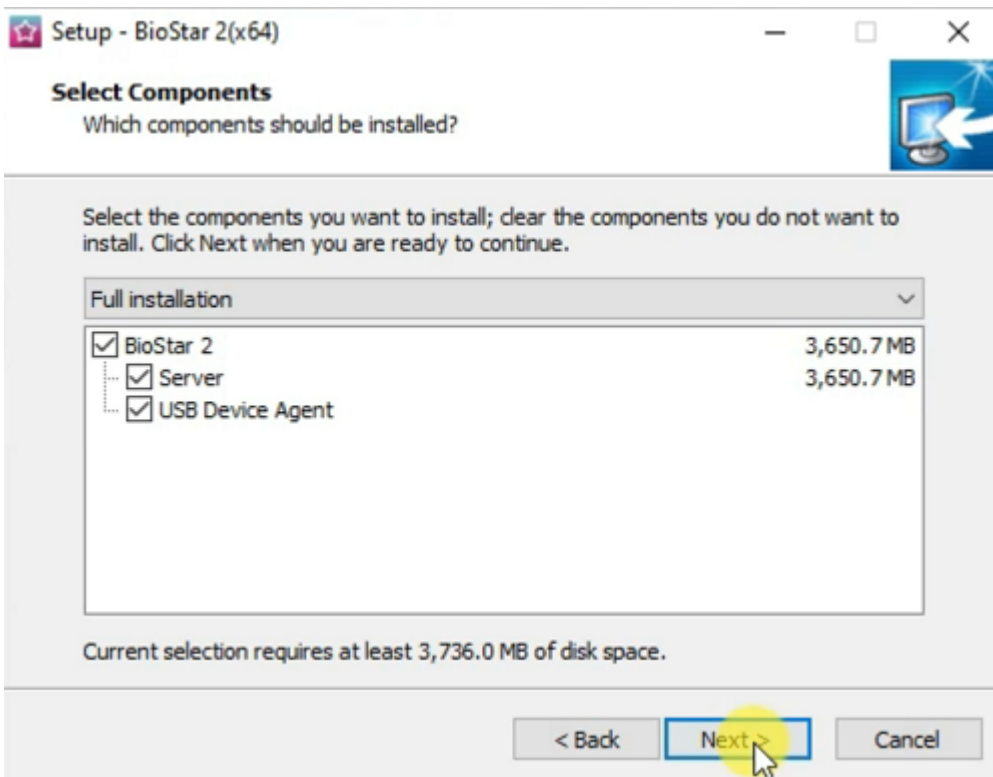 Setup - BioStar 2(x64)
Select Components
Which components should be installed?
Select the components you want to install; clear the components you do not want to
install. Click Next when you are ready to continue.
Full installation
BioStar 2 3,650.7 MB
Server 3,650.7 MB
USB Device Agent
Current selection requires at least 3,736.0 MB of disk space.
< Back Next > Cancel